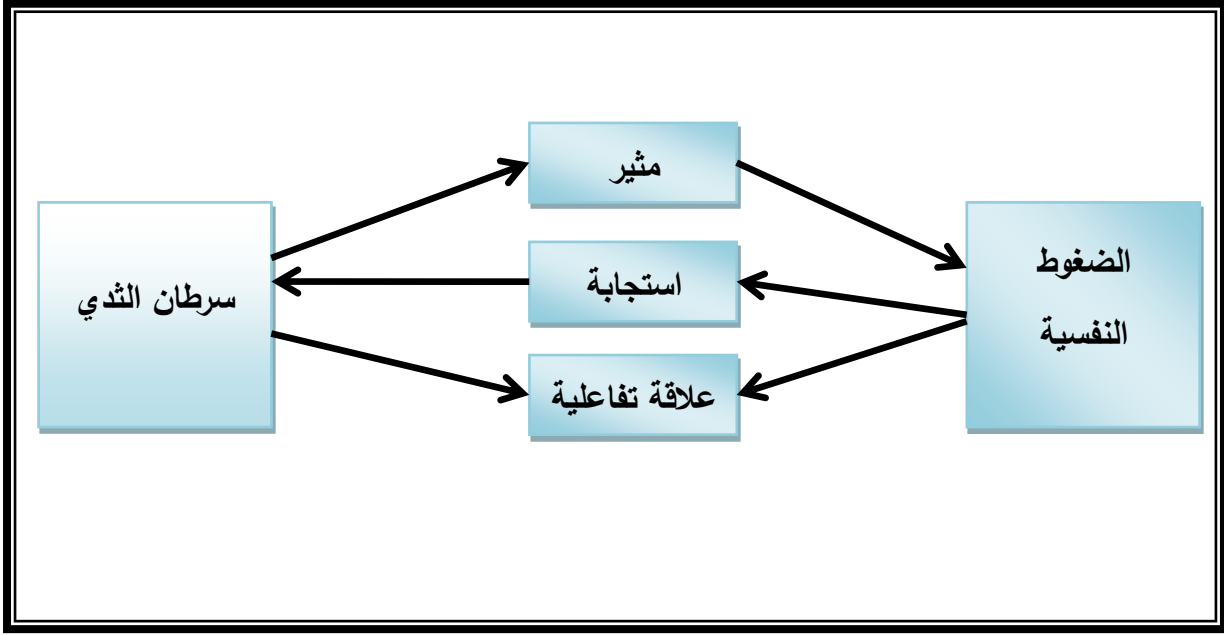 مثير
الضغوط
النفسية
استجابة
سرطان الثدي
علاقة تفاعلية